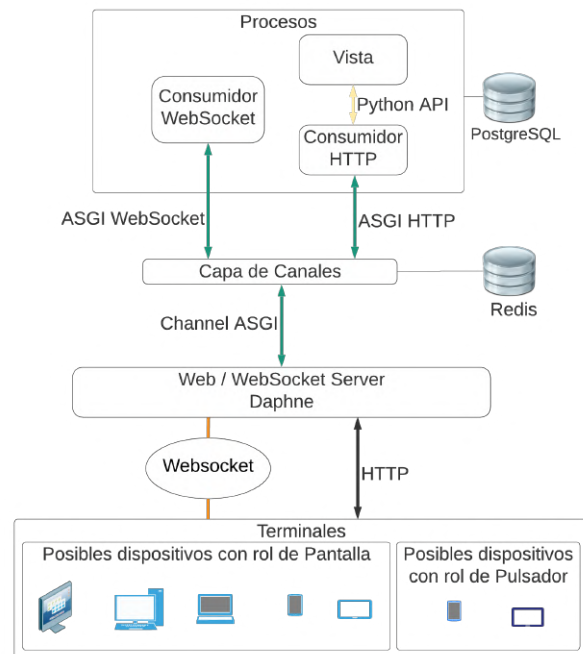 Procesos
Vista
Consumidor
WebSocket
Python API
Consumidor
HTTP
PostgreSQL
ASGI WebSocket
ASGI HTTP
Capa de Canales
Redis
Channel ASGI
Web / WebSocket Server
Daphne
Websocket
HTTP
Terminales
Posibles dispositivos con rol de Pantalla
Posibles dispositivos
con rol de Pulsador